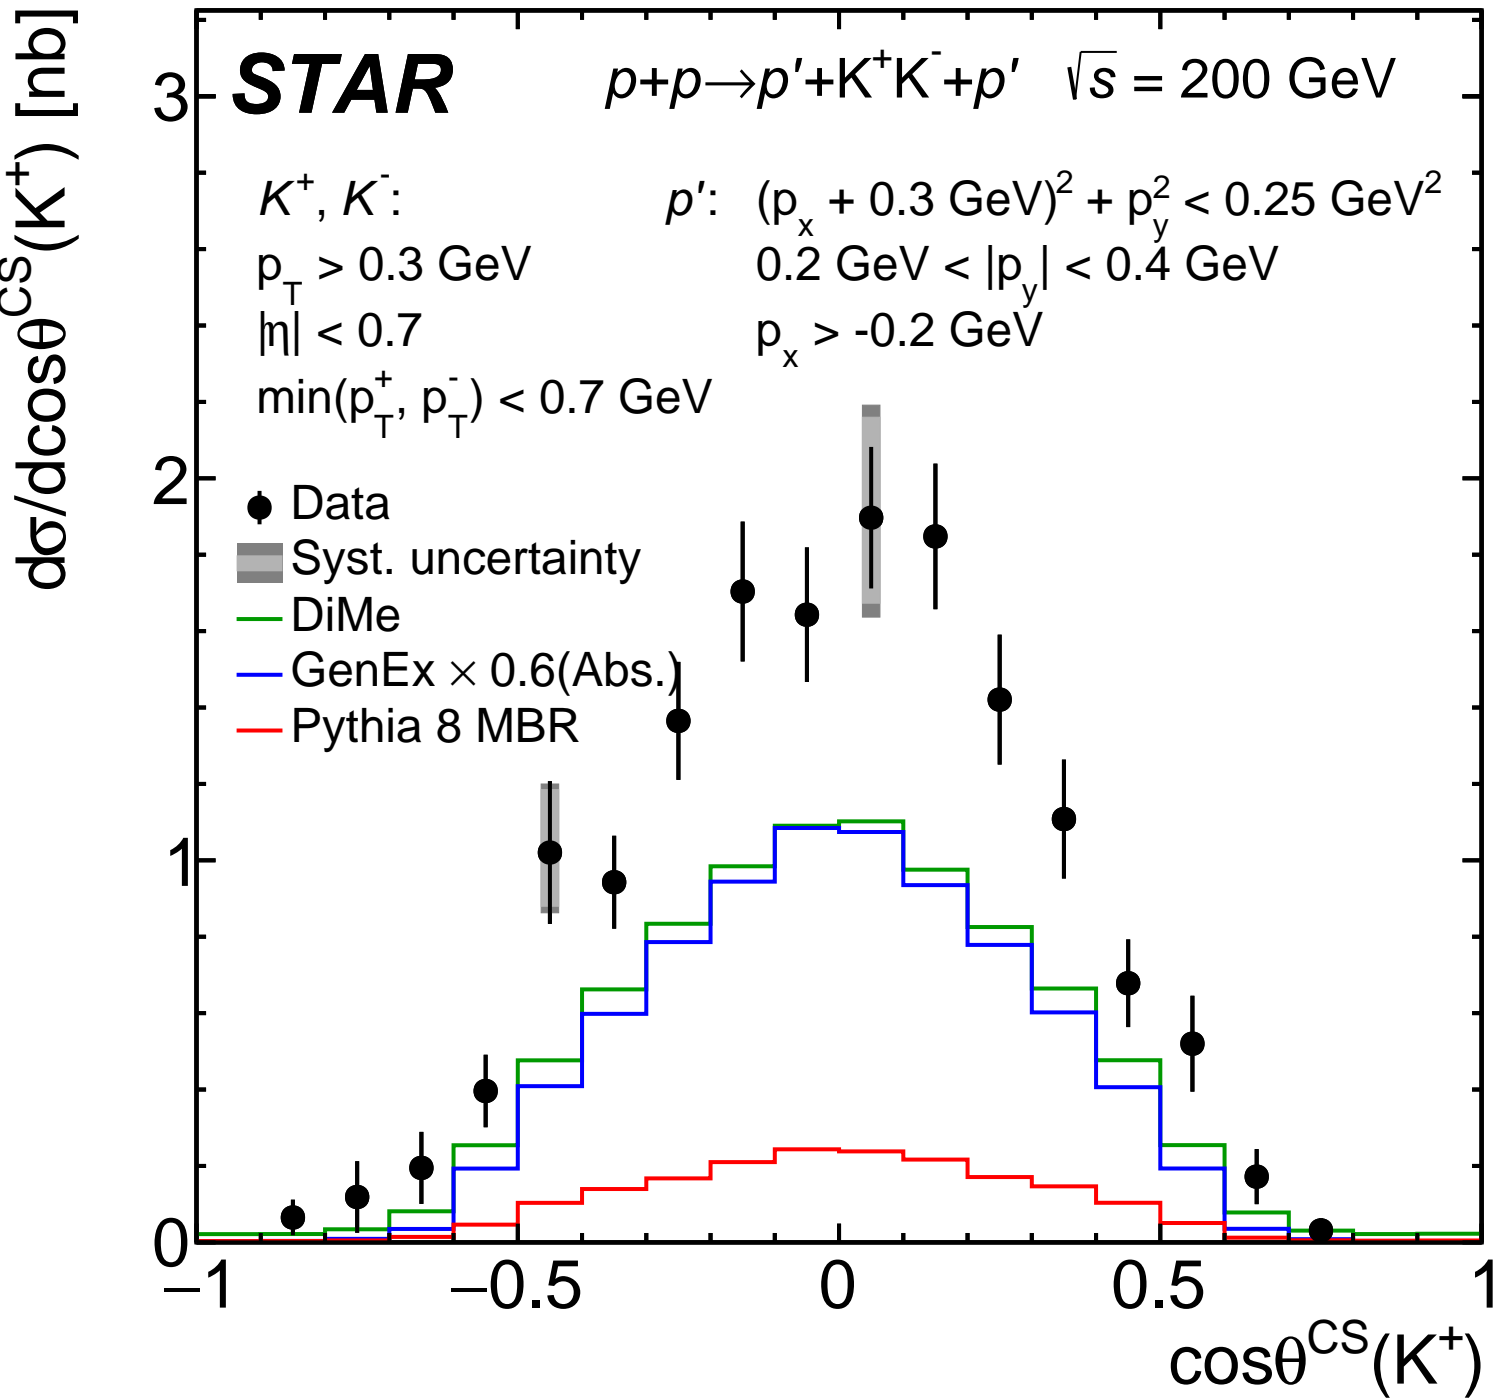 dσ/dcosθ^CS(K⁺) [nb]
STAR p+p→p′+K⁺K⁻+p′ √s = 200 GeV
K⁺, K⁻: p′: (p_x + 0.3 GeV)² + p_y² < 0.25 GeV²
p_T > 0.3 GeV 0.2 GeV < |p_y| < 0.4 GeV
|η| < 0.7 p_x > -0.2 GeV
min(p_T⁺, p_T⁻) < 0.7 GeV
Data
Syst. uncertainty
DiMe
GenEx × 0.6(Abs.)
Pythia 8 MBR
3
2
1
0
−1 −0.5 0 0.5 1
cosθ^CS(K⁺)